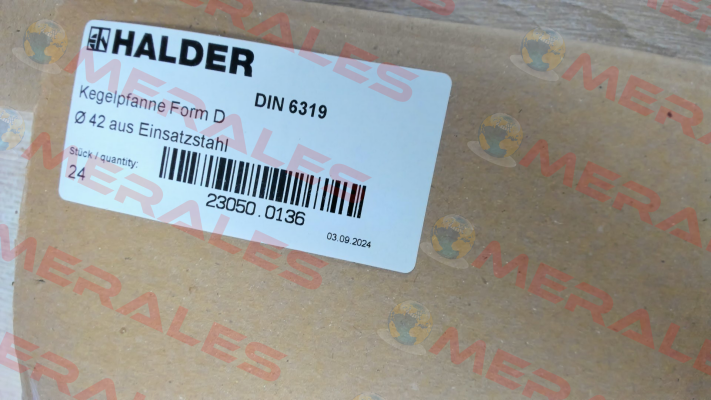 HALDER
Kegelpfanne Form D
DIN 6319
Ø 42 aus Einsatzstahl
Stück / quantity:
24
23050.0136
03.09.2024
MERALES
MERALES
MERALES
MERALES
MERALES
MERALES